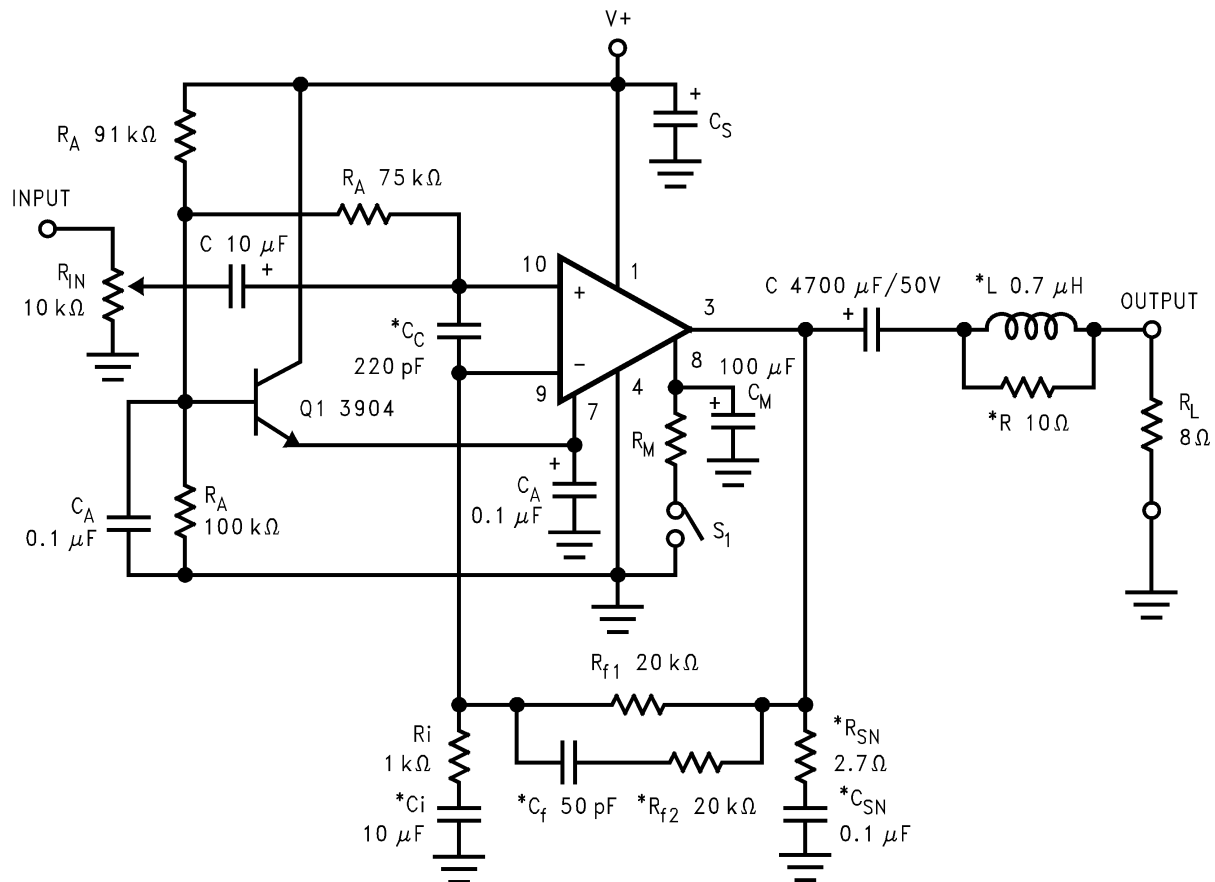 V+
+
C_S
R_A 91 kΩ
R_A 75 kΩ
INPUT
C 10 μF
+
R_IN
10 kΩ
10
+
1
*C_C
220 pF
−
9
7
4
3
8
100 μF
+
C_M
C 4700 μF/50V
+
*L 0.7 μH
OUTPUT
*R 10Ω
R_L
8Ω
Q1 3904
R_M
+
C_A
0.1 μF
S_1
C_A
0.1 μF
R_A
100 kΩ
R_f1 20 kΩ
Ri
1 kΩ
*Ci
10 μF
*C_f 50 pF
*R_f2 20 kΩ
*R_SN
2.7Ω
*C_SN
0.1 μF